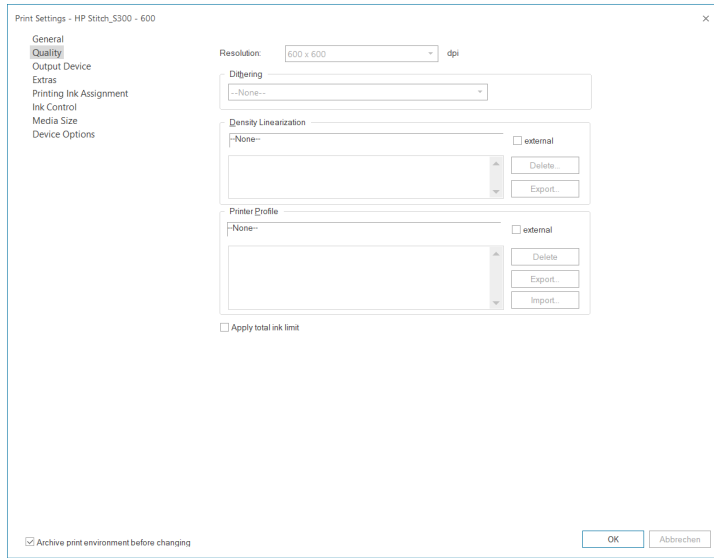 Print Settings - HP Stitch_S300 - 600
General
Quality
Output Device
Extras
Printing Ink Assignment
Ink Control
Media Size
Device Options
Resolution: 600 x 600 dpi
Dithering
--None--
Density Linearization
--None--
external
Delete...
Export...
Printer Profile
--None--
external
Delete
Export...
Import...
Apply total ink limit
Archive print environment before changing
OK
Abbrechen